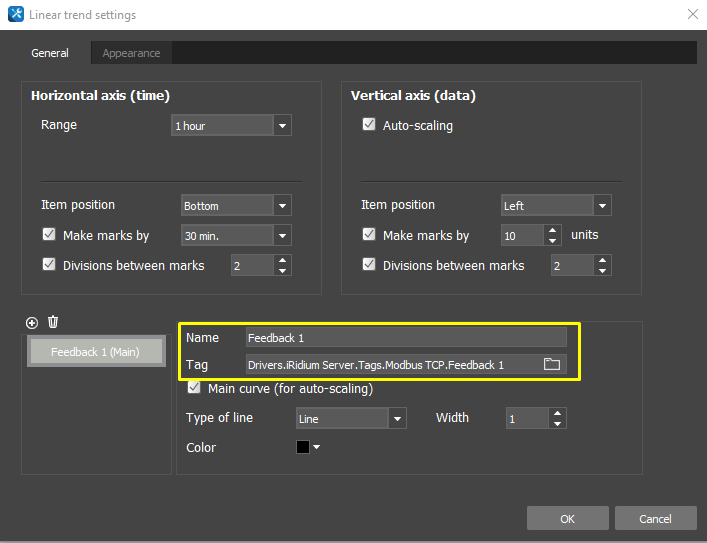 Linear trend settings
General Appearance
Horizontal axis (time)
Range 1 hour
Item position Bottom
Make marks by 30 min.
Divisions between marks 2
Vertical axis (data)
Auto-scaling
Item position Left
Make marks by 10 units
Divisions between marks 2
Feedback 1 (Main)
Name Feedback 1
Tag Drivers.iRidium Server.Tags.Modbus TCP.Feedback 1
Main curve (for auto-scaling)
Type of line Line Width 1
Color
OK Cancel